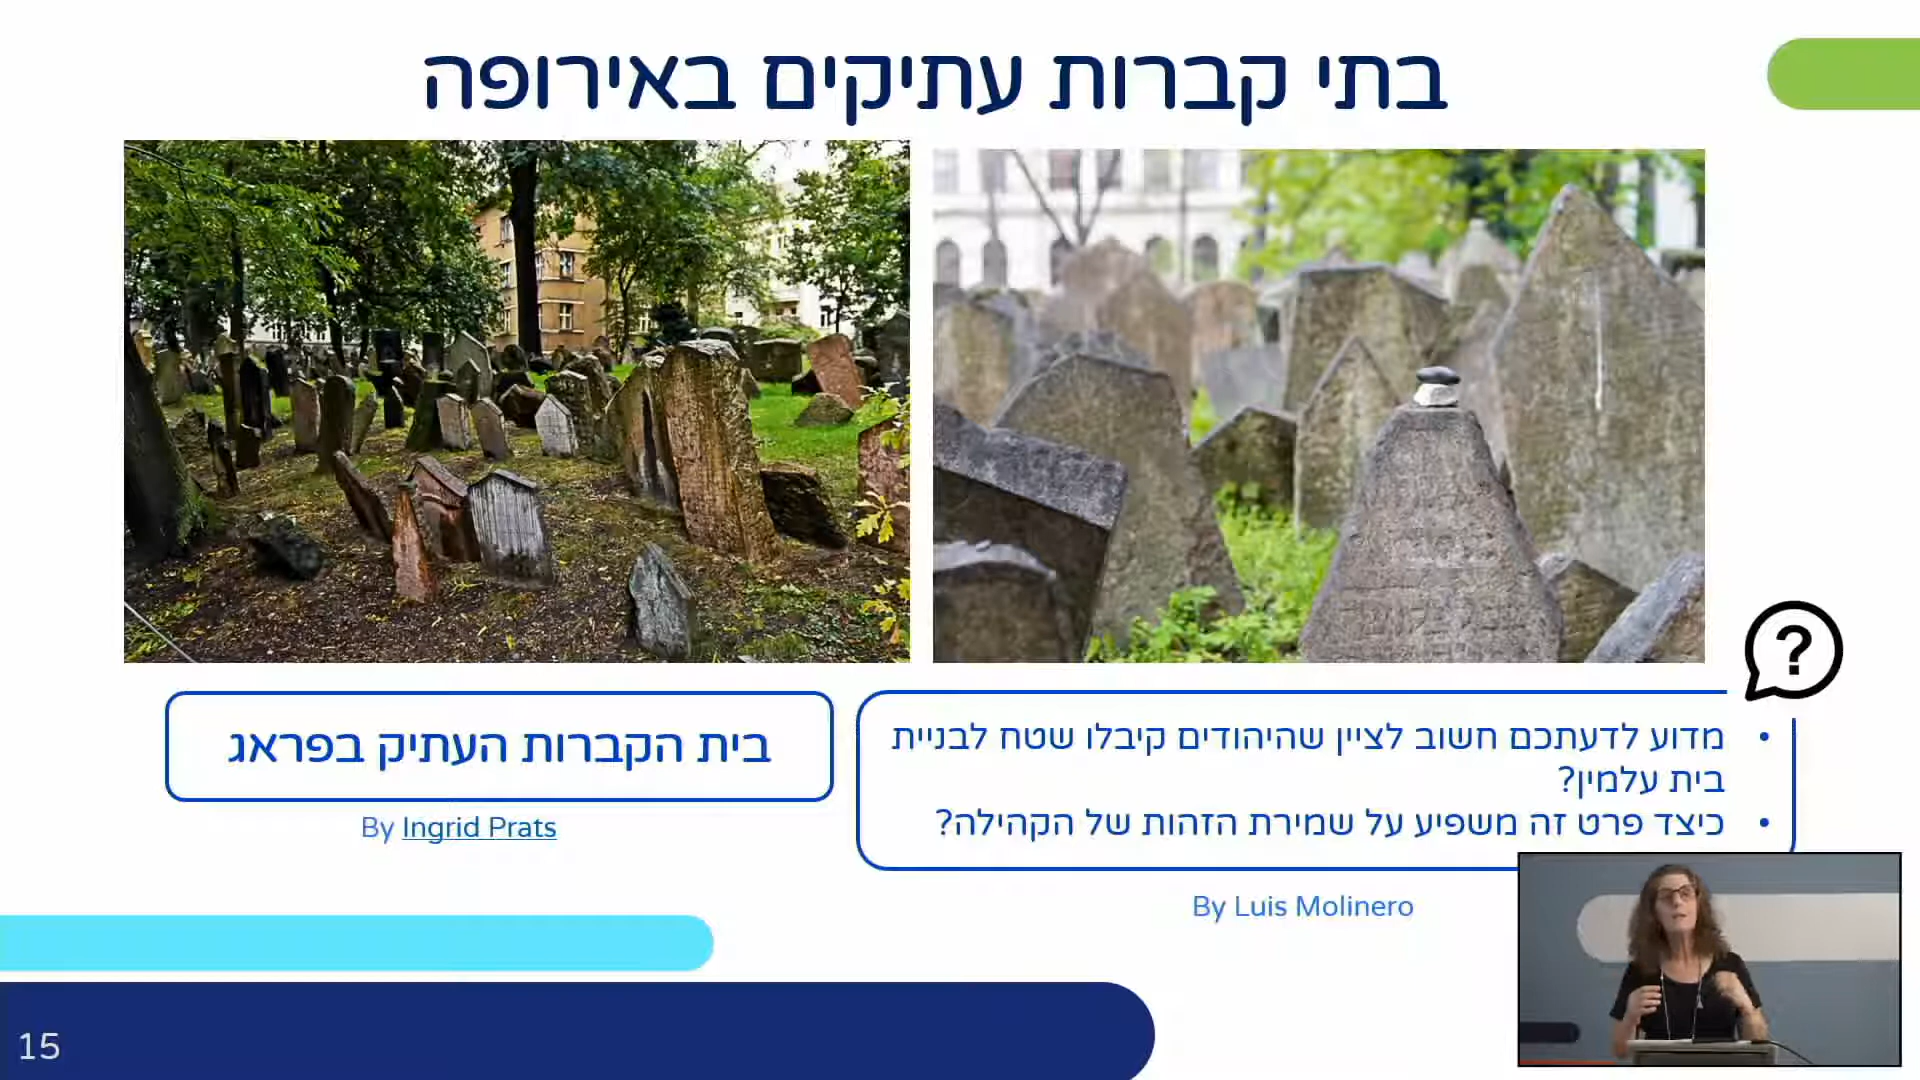 בתי קברות עתיקים באירופה
מדוע לדעתכם חשוב לציין שהיהודים קיבלו שטח לבניית
בית עלמין?
כיצד פרט זה משפיע על שמירת הזהות של הקהילה?
By Luis Molinero
בית הקברות העתיק בפראג
By Ingrid Prats
15